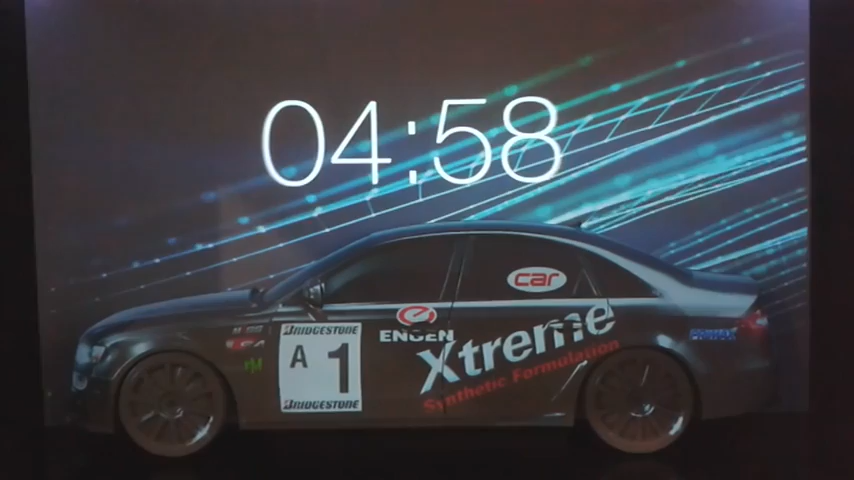 04:58
car
ENGEN
Xtreme
Synthetic Formulation
BRIDGESTONE
A 1
BRIDGESTONE